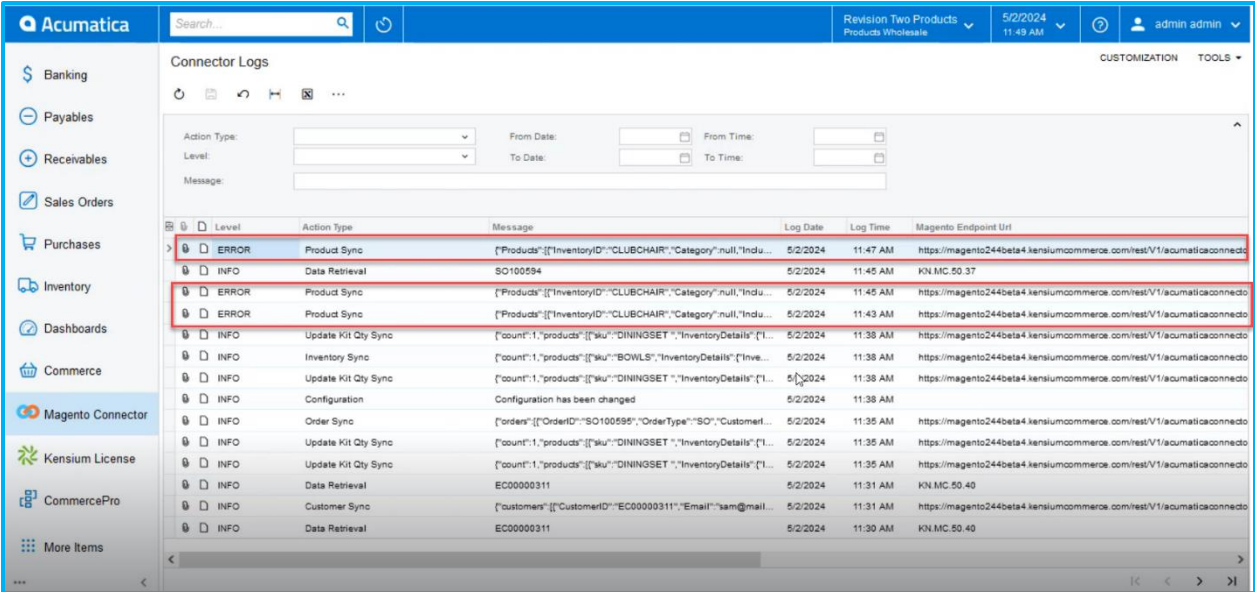 Acumatica
Search...
Revision Two Products
Products Wholesale
5/2/2024
11:49 AM
admin admin
Banking
Payables
Receivables
Sales Orders
Purchases
Inventory
Dashboards
Commerce
Magento Connector
Kensium License
CommercePro
More Items
Connector Logs
CUSTOMIZATION TOOLS
Action Type: From Date: From Time:
Level: To Date: To Time:
Message:
Level Action Type Message Log Date Log Time Magento Endpoint Url
ERROR Product Sync {"Products":[{"InventoryID":"CLUBCHAIR","Category":null,"Inclu... 5/2/2024 11:47 AM https://magento244beta4.kensiumcommerce.com/rest/V1/acumaticaconnecto
INFO Data Retrieval SO100594 5/2/2024 11:45 AM KN.MC.50.37
ERROR Product Sync {"Products":[{"InventoryID":"CLUBCHAIR","Category":null,"Inclu... 5/2/2024 11:45 AM https://magento244beta4.kensiumcommerce.com/rest/V1/acumaticaconnecto
ERROR Product Sync {"Products":[{"InventoryID":"CLUBCHAIR","Category":null,"Inclu... 5/2/2024 11:43 AM https://magento244beta4.kensiumcommerce.com/rest/V1/acumaticaconnecto
INFO Update Kit Qty Sync {"count":1,"products":[{"sku":"DININGSET ","InventoryDetails":{"I... 5/2/2024 11:38 AM https://magento244beta4.kensiumcommerce.com/rest/V1/acumaticaconnecto
INFO Inventory Sync {"count":1,"products":[{"sku":"BOWLS","InventoryDetails":{"Inve... 5/2/2024 11:38 AM https://magento244beta4.kensiumcommerce.com/rest/V1/acumaticaconnecto
INFO Update Kit Qty Sync {"count":1,"products":[{"sku":"DININGSET ","InventoryDetails":{"I... 5/2/2024 11:38 AM https://magento244beta4.kensiumcommerce.com/rest/V1/acumaticaconnecto
INFO Configuration Configuration has been changed 5/2/2024 11:38 AM
INFO Order Sync {"orders":[{"OrderID":"SO100595","OrderType":"SO","CustomerI... 5/2/2024 11:35 AM https://magento244beta4.kensiumcommerce.com/rest/V1/acumaticaconnecto
INFO Update Kit Qty Sync {"count":1,"products":[{"sku":"DININGSET ","InventoryDetails":{"I... 5/2/2024 11:35 AM https://magento244beta4.kensiumcommerce.com/rest/V1/acumaticaconnecto
INFO Update Kit Qty Sync {"count":1,"products":[{"sku":"DININGSET ","InventoryDetails":{"I... 5/2/2024 11:35 AM https://magento244beta4.kensiumcommerce.com/rest/V1/acumaticaconnecto
INFO Data Retrieval EC00000311 5/2/2024 11:31 AM KN.MC.50.40
INFO Customer Sync {"customers":[{"CustomerID":"EC00000311","Email":"sam@mail... 5/2/2024 11:31 AM https://magento244beta4.kensiumcommerce.com/rest/V1/acumaticaconnecto
INFO Data Retrieval EC00000311 5/2/2024 11:30 AM KN.MC.50.40